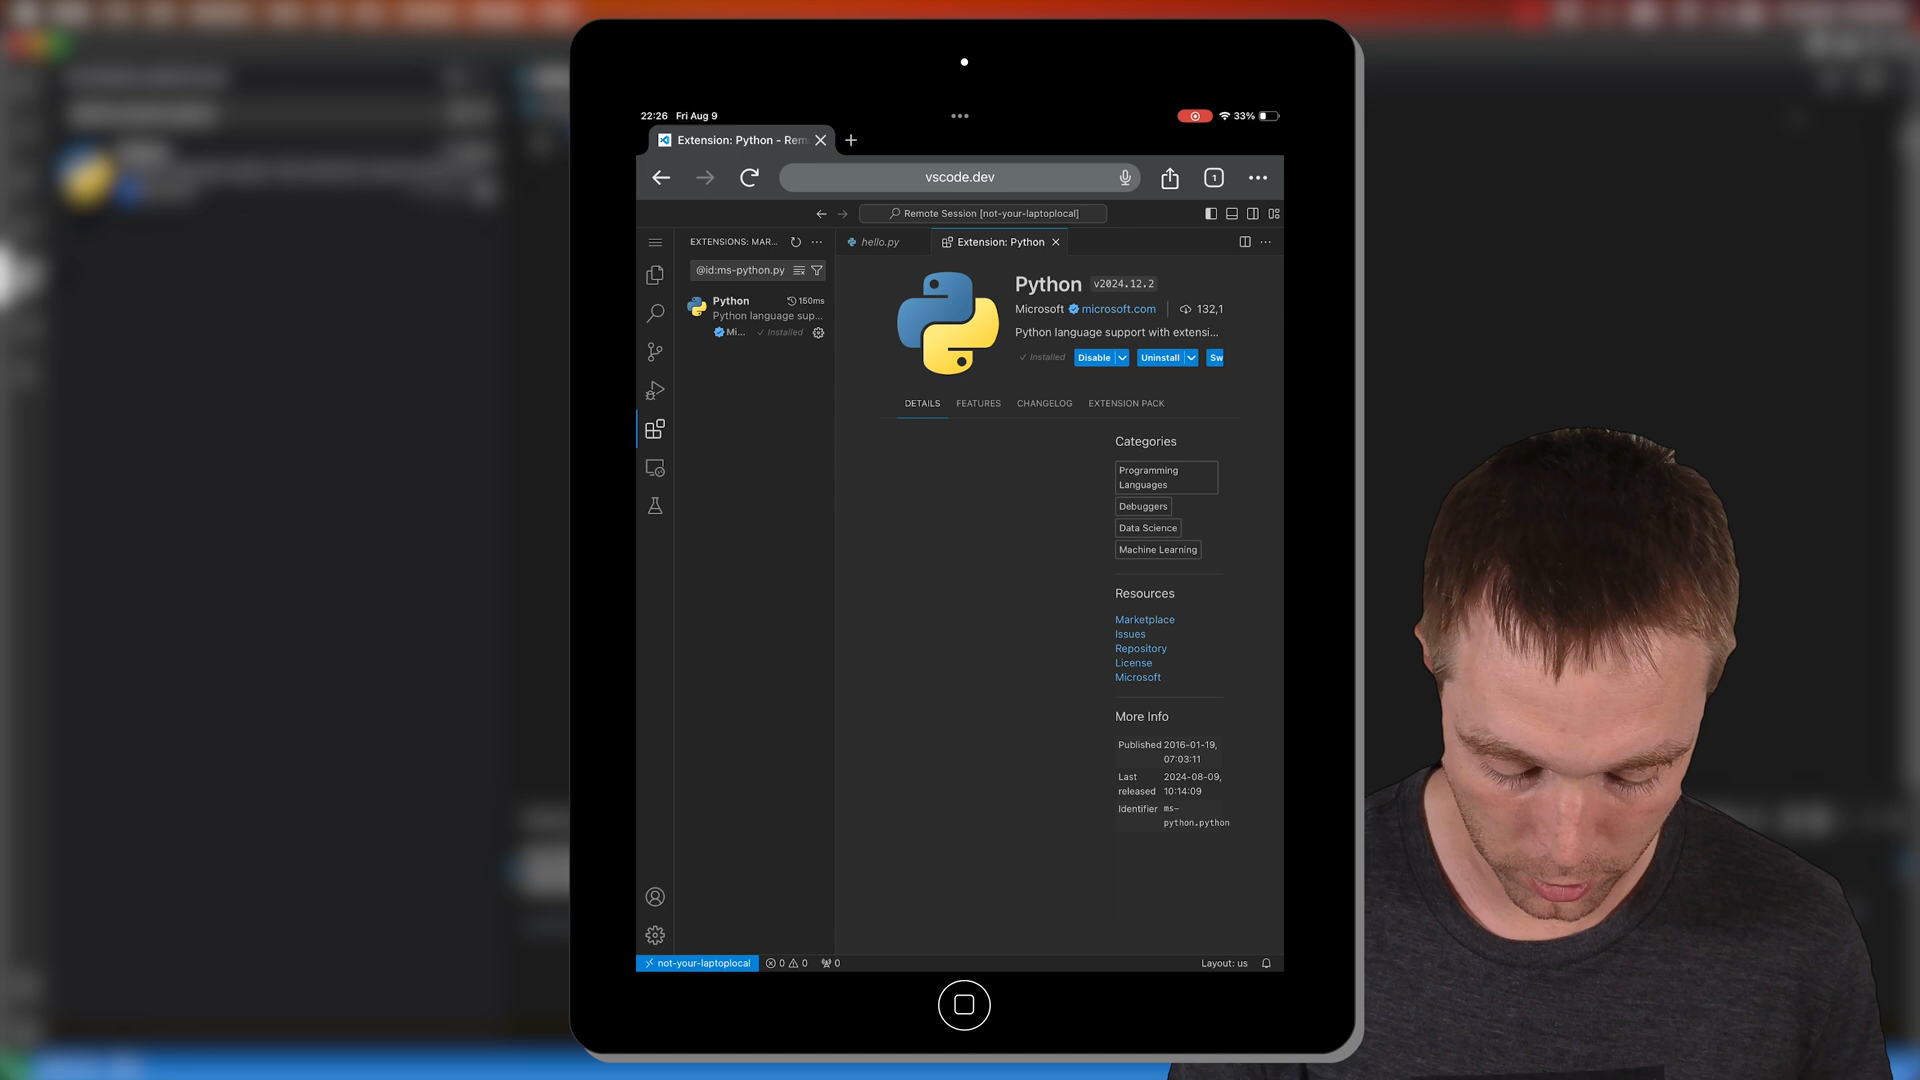 22:26 Fri Aug 9
33%
Extension: Python - Rem
vscode.dev
1
Remote Session [not-your-laptoplocal]
EXTENSIONS: MAR...
hello.py
Extension: Python
@id:ms-python.py
Python
150ms
Python language sup...
Mi...
Installed
Python v2024.12.2
Microsoft microsoft.com 132,1
Python language support with extensi...
Installed Disable Uninstall Sw
DETAILS FEATURES CHANGELOG EXTENSION PACK
Categories
Programming
Languages
Debuggers
Data Science
Machine Learning
Resources
Marketplace
Issues
Repository
License
Microsoft
More Info
Published 2016-01-19,
07:03:11
Last 2024-08-09,
released 10:14:09
Identifier ms-
python.python
not-your-laptoplocal 0 0 0 Layout: us